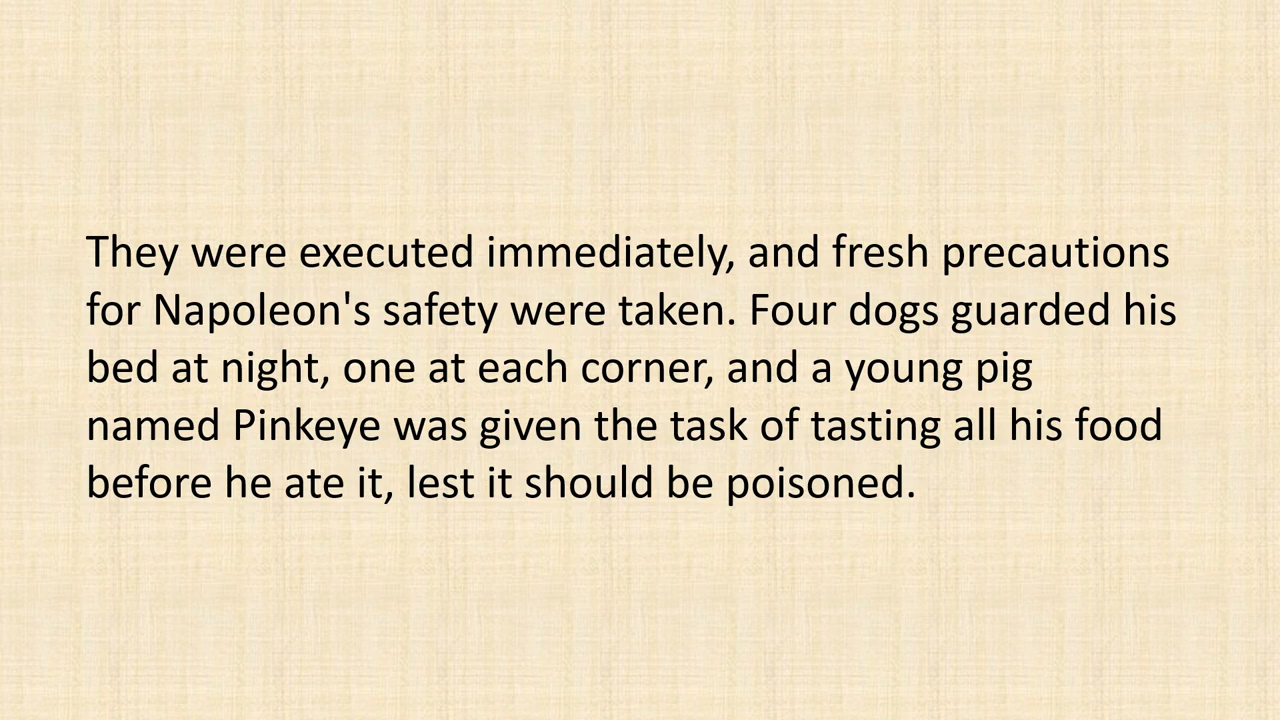 They were executed immediately, and fresh precautions
for Napoleon's safety were taken. Four dogs guarded his
bed at night, one at each corner, and a young pig
named Pinkeye was given the task of tasting all his food
before he ate it, lest it should be poisoned.